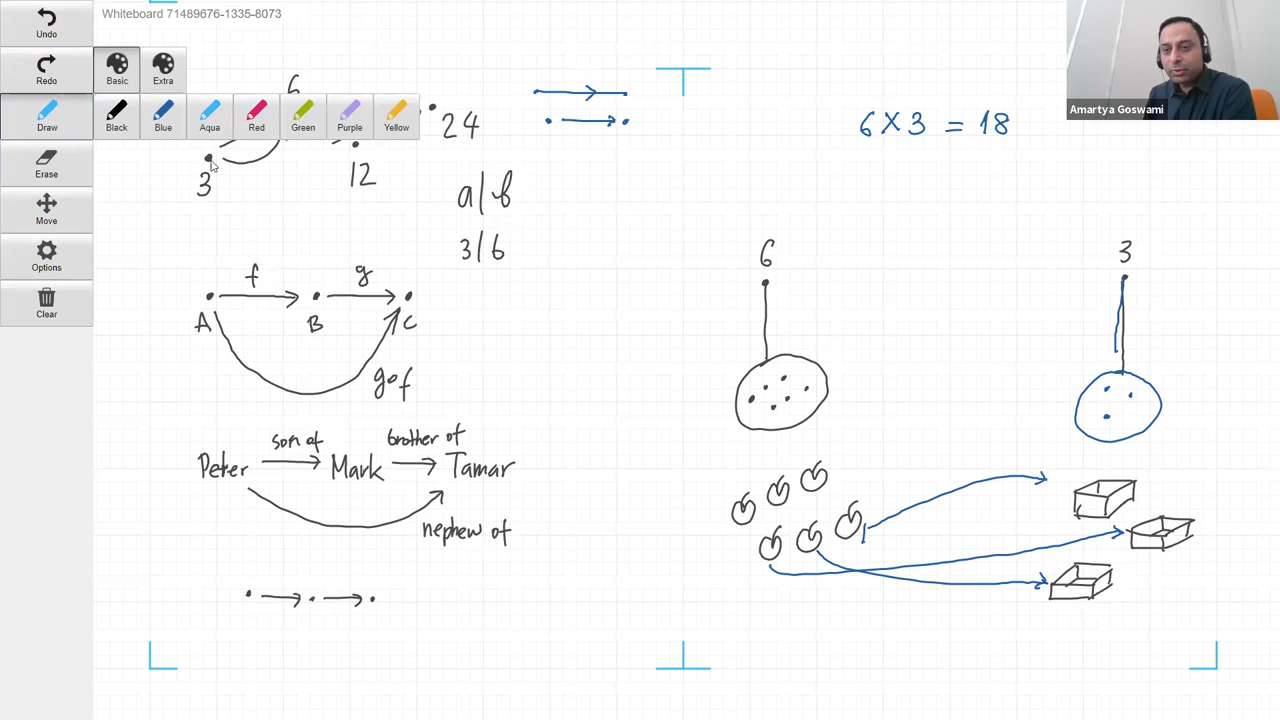 Whiteboard 71489676-1335-8073
Undo
Redo
Draw
Erase
Move
Options
Clear
Basic
Extra
Black
Blue
Aqua
Red
Green
Purple
Yellow
Amartya Goswami
6
24
3
12
a|b
3|6
6 X 3 = 18
6
3
f
g
A
B
C
g∘f
son of
brother of
Peter
Mark
Tamar
nephew of